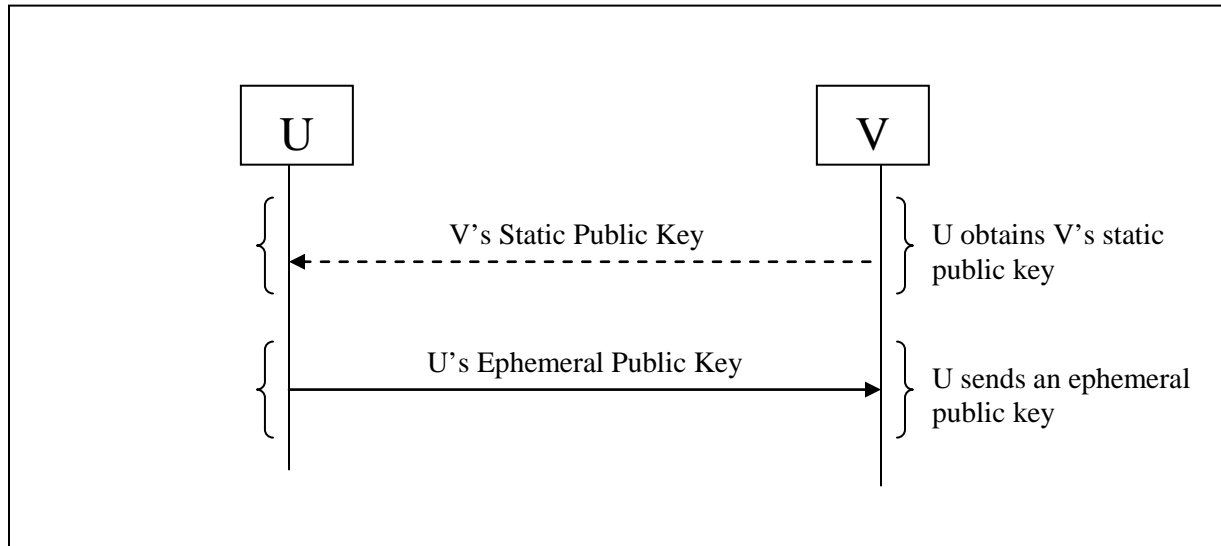 U
V
V’s Static Public Key
U obtains V’s static
public key
U’s Ephemeral Public Key
U sends an ephemeral
public key